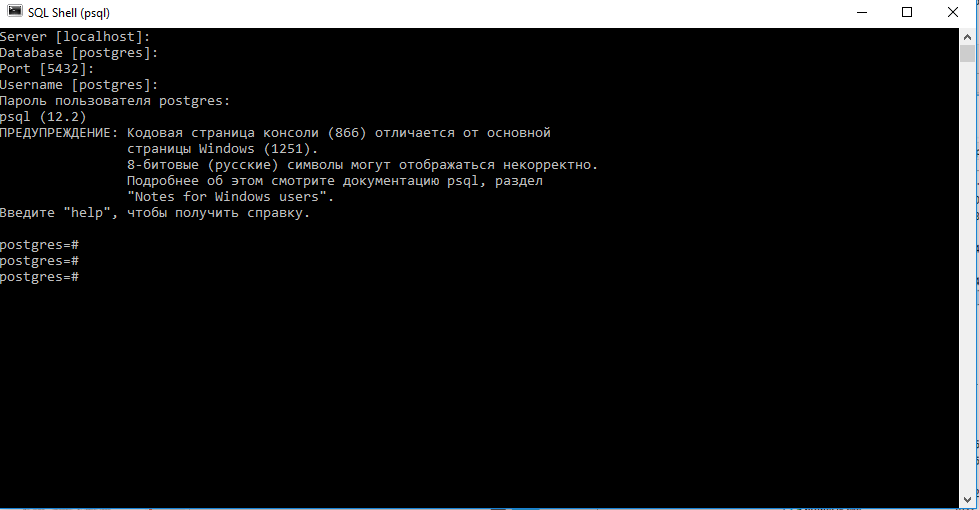 SQL Shell (psql)
Server [localhost]:
Database [postgres]:
Port [5432]:
Username [postgres]:
Пароль пользователя postgres:
psql (12.2)
ПРЕДУПРЕЖДЕНИЕ: Кодовая страница консоли (866) отличается от основной
страницы Windows (1251).
8-битовые (русские) символы могут отображаться некорректно.
Подробнее об этом смотрите документацию psql, раздел
"Notes for Windows users".
Введите "help", чтобы получить справку.
postgres=#
postgres=#
postgres=#